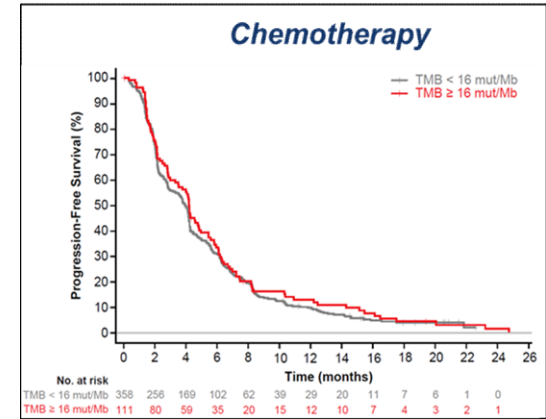 Chemotherapy
TMB < 16 mut/Mb
TMB ≥ 16 mut/Mb
Progression-Free Survival (%)
100
90
80
70
60
50
40
30
20
10
0
0 2 4 6 8 10 12 14 16 18 20 22 24 26
Time (months)
No. at risk
TMB < 16 mut/Mb 358 256 169 102 62 39 29 20 11 7 6 1 0
TMB ≥ 16 mut/Mb 111 80 59 35 20 15 12 10 7 4 3 2 1